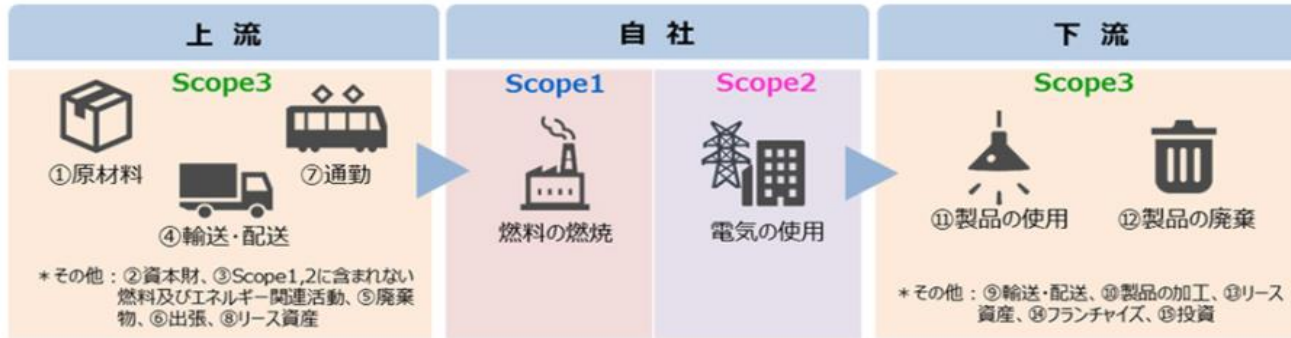 上 流
自 社
下 流
Scope3
①原材料
⑦通勤
④輸送・配送
＊その他：②資本財、③Scope1,2に含まれない
燃料及びエネルギー関連活動、⑤廃棄
物、⑥出張、⑧リース資産
Scope1
燃料の燃焼
Scope2
電気の使用
Scope3
⑪製品の使用
⑫製品の廃棄
＊その他：⑨輸送・配送、⑩製品の加工、⑬リース
資産、⑭フランチャイズ、⑮投資